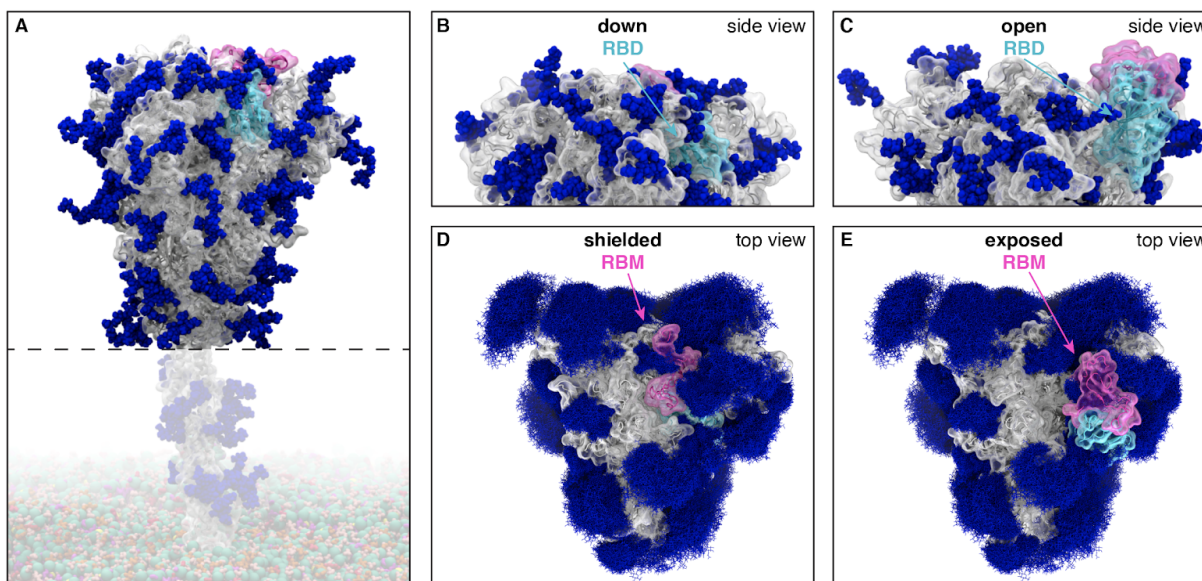 A
B
down
side view
RBD
C
open
side view
RBD
D
shielded
top view
RBM
E
exposed
top view
RBM